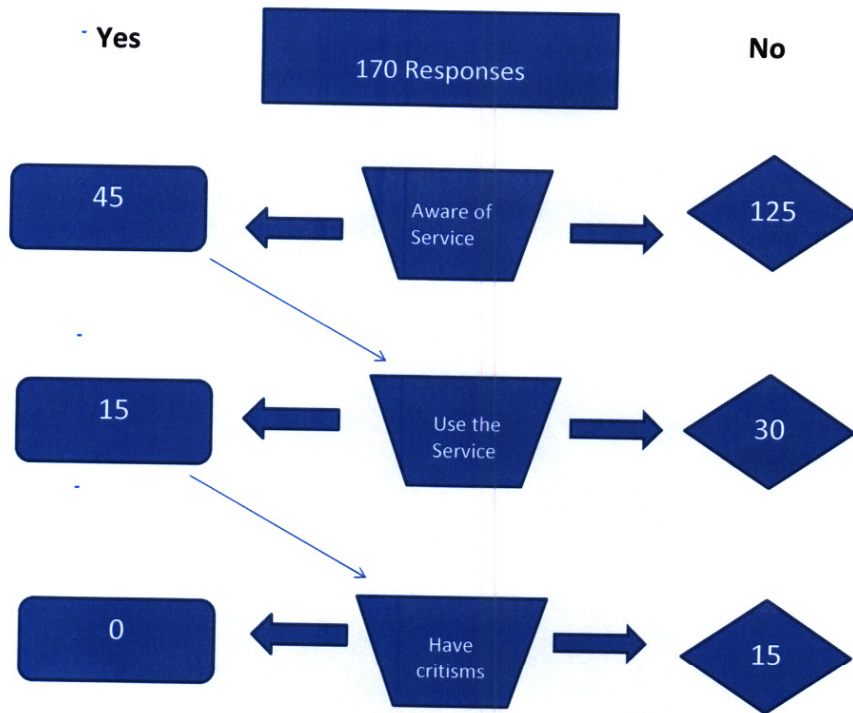 Yes
170 Responses
No
45
Aware of
Service
125
15
Use the
Service
30
0
Have
critisms
15